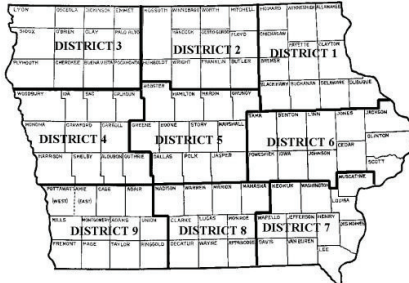 LYON OSCEOLA DICKINSON EMMET KOSSUTH WINNEBAGO WORTH MITCHELL HOWARD WINNESHIEK ALLAMAKEE
SIOUX O'BRIEN CLAY PALO ALTO HANCOCK FLOYD CHICKASAW
DISTRICT 3 DISTRICT 2 DISTRICT 1
FAYETTE CLAYTON
PLYMOUTH CHEROKEE BUENA VISTA POCAHONTAS HUMBOLDT WRIGHT FRANKLIN BUTLER BREMER
WEBSTER BLACK HAWK BUCHANAN DELAWARE DUBUQUE
WOODBURY IDA SAC CALHOUN HAMILTON HARDIN GRUNDY
TAMA BENTON LINN JONES JACKSON
MONONA CRAWFORD CARROLL GREENE BOONE STORY MARSHALL
DISTRICT 4 DISTRICT 5 DISTRICT 6
CLINTON
CEDAR
HARRISON SHELBY AUDUBON GUTHRIE DALLAS POLK JASPER POWESHIEK IOWA JOHNSON SCOTT
MUSCATINE
POTTAWATTAMIE CASS ADAIR MADISON WARREN MARION MAHASKA KEOKUK WASHINGTON
(WEST) (EAST) LOUISA
MILLS MONTGOMERY ADAMS UNION CLARKE LUCAS MONROE WAPELLO JEFFERSON HENRY DES MOINES
DISTRICT 9 DISTRICT 8 DISTRICT 7
FREMONT PAGE TAYLOR RINGGOLD DECATUR WAYNE APPANOOSE DAVIS VAN BUREN
LEE